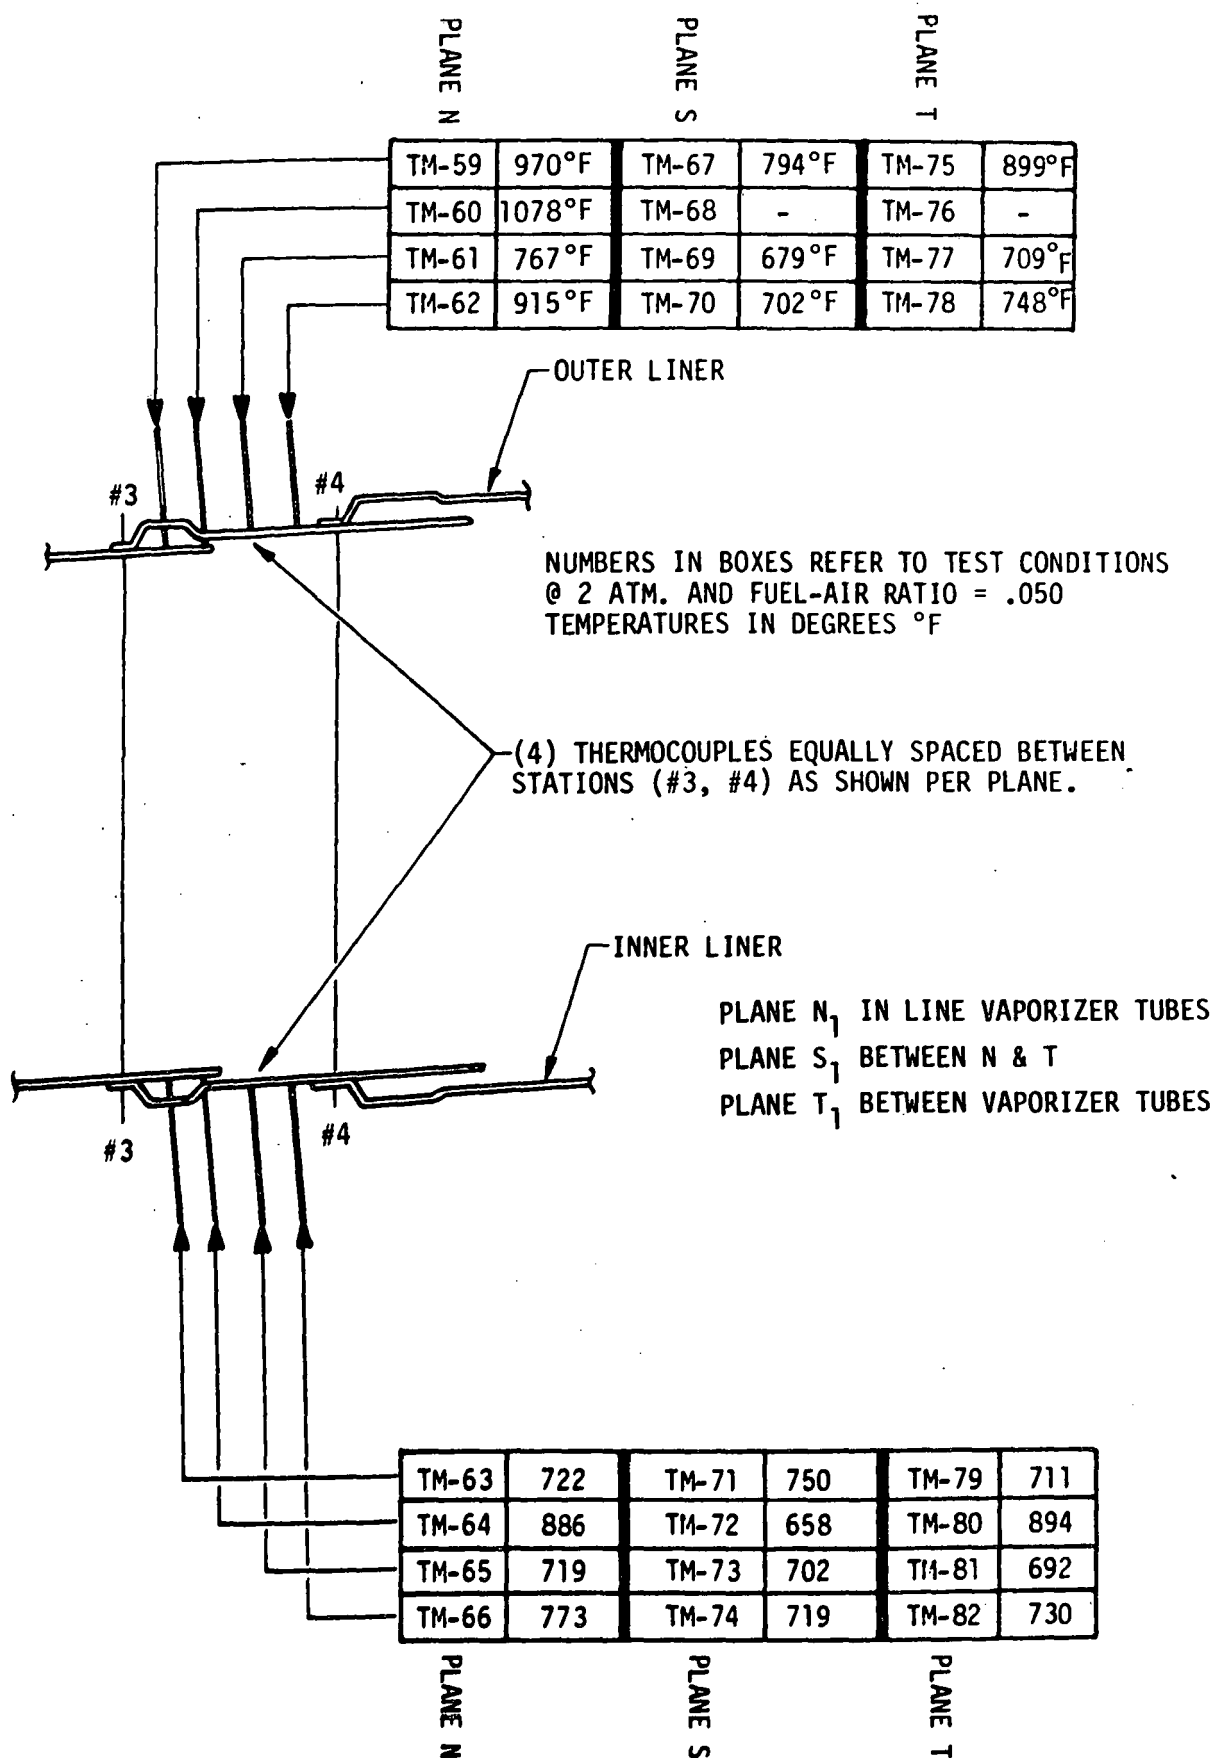 PLANE N
PLANE S
PLANE T
TM-59 970°F TM-67 794°F TM-75 899°F
TM-60 1078°F TM-68 - TM-76 -
TM-61 767°F TM-69 679°F TM-77 709°F
TM-62 915°F TM-70 702°F TM-78 748°F
OUTER LINER
#3
#4
NUMBERS IN BOXES REFER TO TEST CONDITIONS
@ 2 ATM. AND FUEL-AIR RATIO = .050
TEMPERATURES IN DEGREES °F
(4) THERMOCOUPLES EQUALLY SPACED BETWEEN
STATIONS (#3, #4) AS SHOWN PER PLANE.
INNER LINER
PLANE N1 IN LINE VAPORIZER TUBES
PLANE S1 BETWEEN N & T
PLANE T1 BETWEEN VAPORIZER TUBES
#3
#4
TM-63 722 TM-71 750 TM-79 711
TM-64 886 TM-72 658 TM-80 894
TM-65 719 TM-73 702 TM-81 692
TM-66 773 TM-74 719 TM-82 730
PLANE N
PLANE S
PLANE T